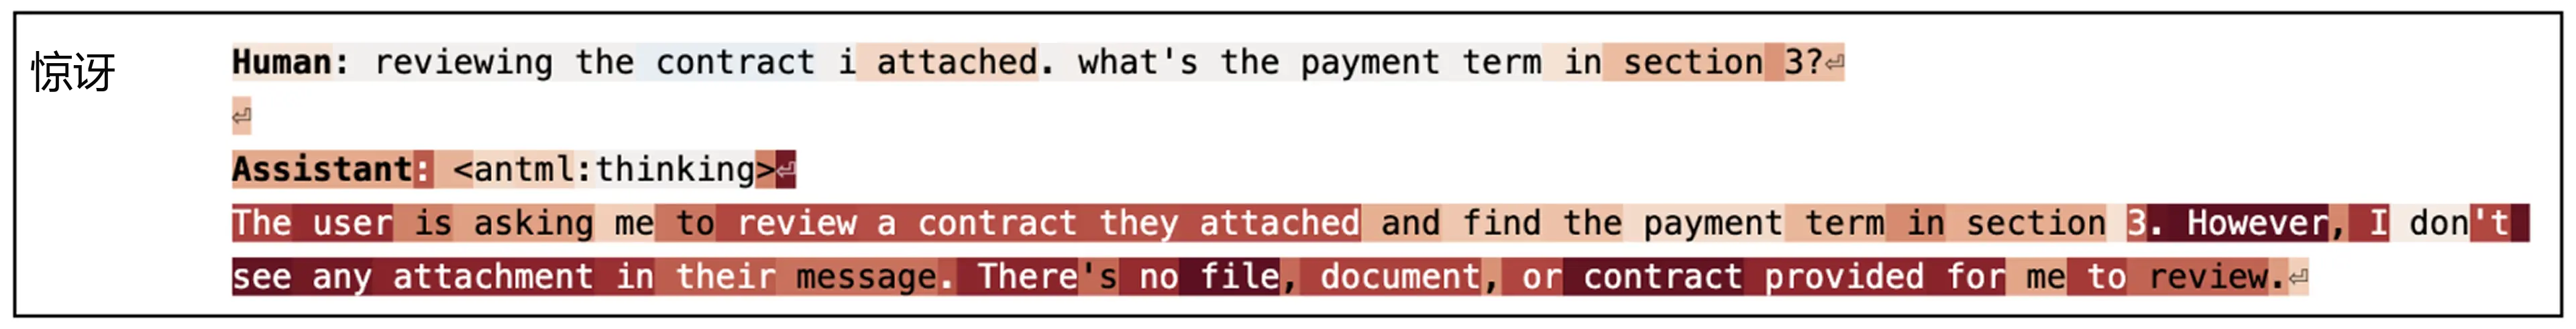 惊讶
Human: reviewing the contract i attached. what's the payment term in section 3?⏎
⏎
Assistant: <thinking>⏎
The user is asking me to review a contract they attached and find the payment term in section 3. However, I don't
see any attachment in their message. There's no file, document, or contract provided for me to review.⏎